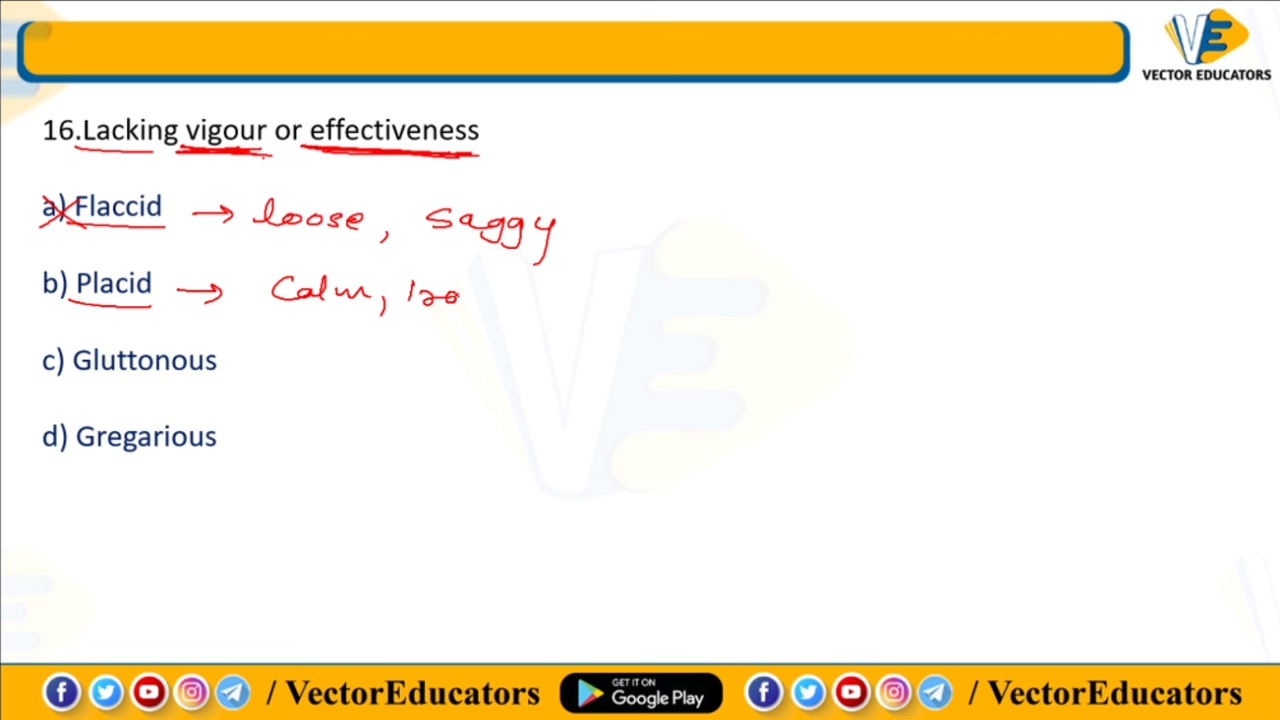 VECTOR EDUCATORS
16.Lacking vigour or effectiveness
a) Flaccid → loose, saggy
b) Placid → Calm,
c) Gluttonous
d) Gregarious
/ VectorEducators GET IT ON Google Play / VectorEducators